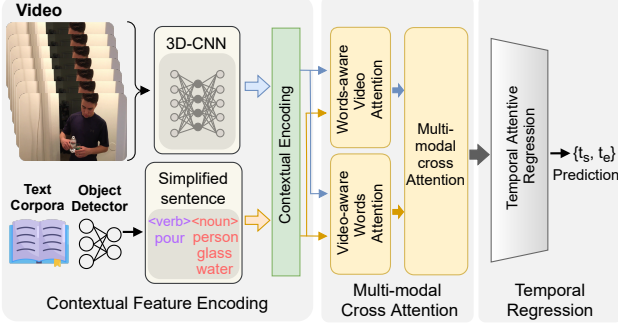 Video
3D-CNN
Text
Corpora
Object
Detector
Simplified
sentence
<verb> <noun>
pour person
glass
water
Contextual Encoding
Contextual Feature Encoding
Words-aware
Video
Attention
Video-aware
Words
Attention
Multi-
modal
cross
Attention
Multi-modal
Cross Attention
Temporal Attentive
Regression
{ts, te}
Prediction
Temporal
Regression